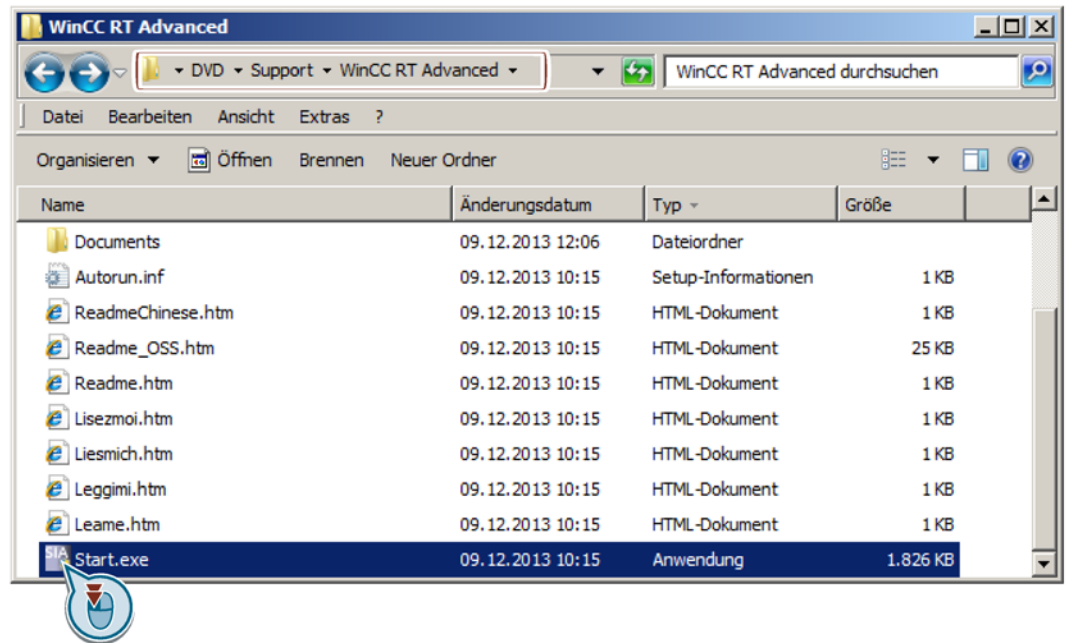 WinCC RT Advanced
DVD Support WinCC RT Advanced WinCC RT Advanced durchsuchen
Datei Bearbeiten Ansicht Extras ?
Organisieren Öffnen Brennen Neuer Ordner ?
Name Änderungsdatum Typ Größe
Documents 09.12.2013 12:06 Dateiordner
Autorun.inf 09.12.2013 10:15 Setup-Informationen 1 KB
ReadmeChinese.htm 09.12.2013 10:15 HTML-Dokument 1 KB
Readme_OSS.htm 09.12.2013 10:15 HTML-Dokument 25 KB
Readme.htm 09.12.2013 10:15 HTML-Dokument 1 KB
Lisezmoi.htm 09.12.2013 10:15 HTML-Dokument 1 KB
Liesmich.htm 09.12.2013 10:15 HTML-Dokument 1 KB
Leggimi.htm 09.12.2013 10:15 HTML-Dokument 1 KB
Leame.htm 09.12.2013 10:15 HTML-Dokument 1 KB
SIA Start.exe 09.12.2013 10:15 Anwendung 1.826 KB